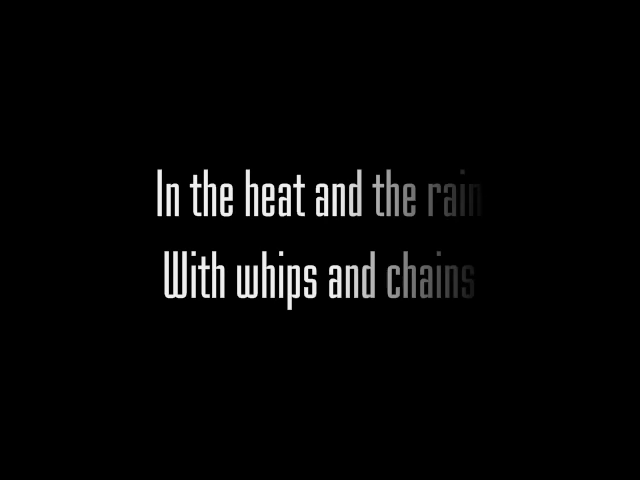 In the heat and the rain
With whips and chains